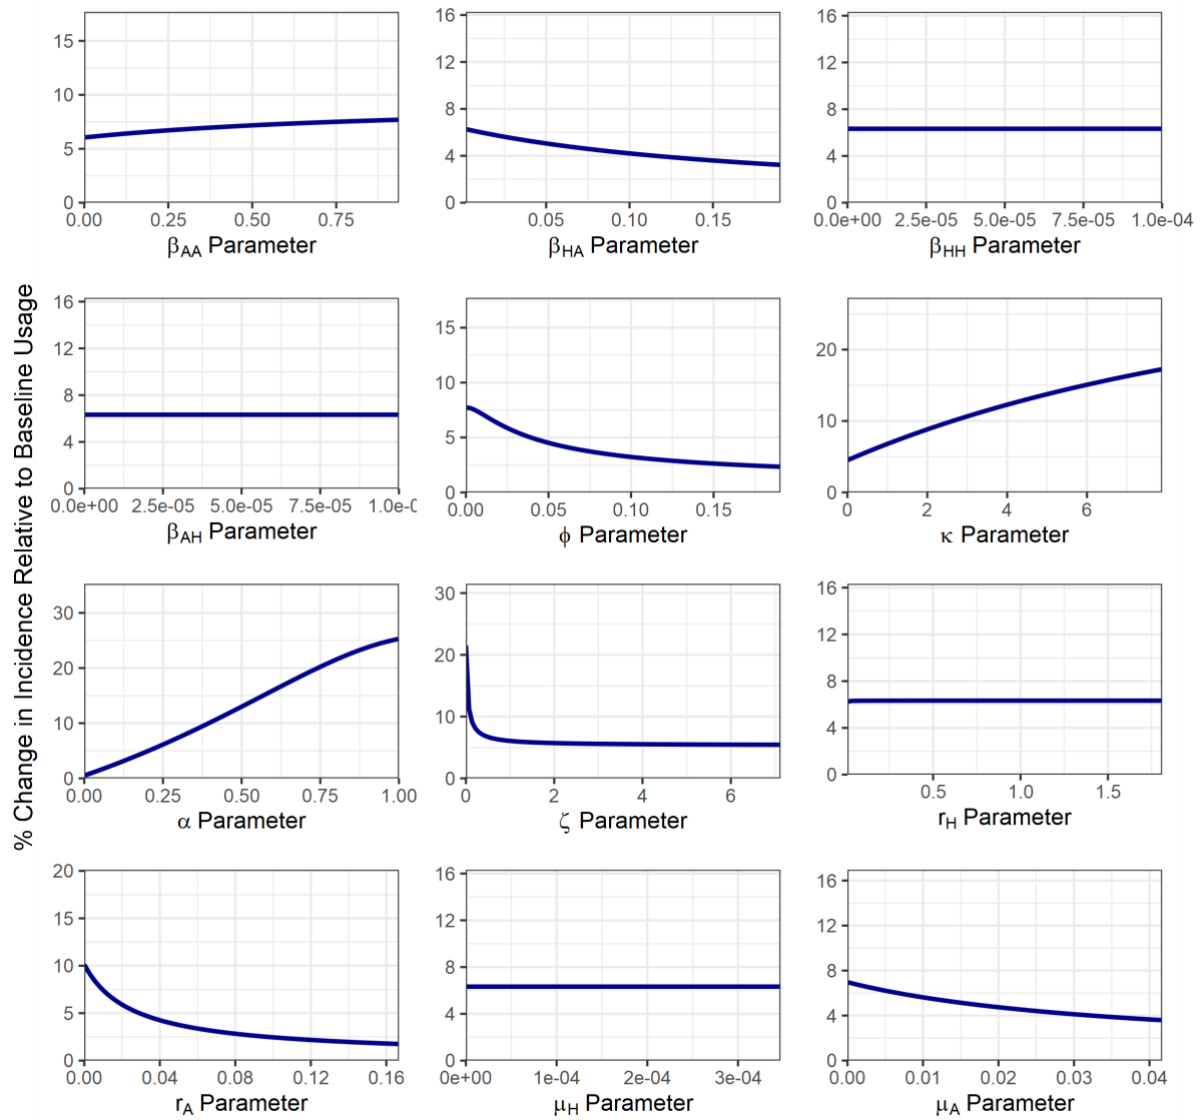 % Change in Incidence Relative to Baseline Usage
15
10
5
0
0.00 0.25 0.50 0.75
βAA Parameter
16
12
8
4
0
0.05 0.10 0.15
βHA Parameter
16
12
8
4
0
0.0e+00 2.5e-05 5.0e-05 7.5e-05 1.0e-04
βHH Parameter
16
12
8
4
0
0.0e+00 2.5e-05 5.0e-05 7.5e-05 1.0e-
βAH Parameter
15
10
5
0
0.00 0.05 0.10 0.15
ϕ Parameter
20
10
0
0 2 4 6
κ Parameter
30
20
10
0
0.00 0.25 0.50 0.75 1.00
α Parameter
30
20
10
0
0 2 4 6
ζ Parameter
16
12
8
4
0
0.5 1.0 1.5
rH Parameter
20
15
10
5
0
0.00 0.04 0.08 0.12 0.16
rA Parameter
16
12
8
4
0
0e+00 1e-04 2e-04 3e-04
μH Parameter
16
12
8
4
0
0.00 0.01 0.02 0.03 0.04
μA Parameter